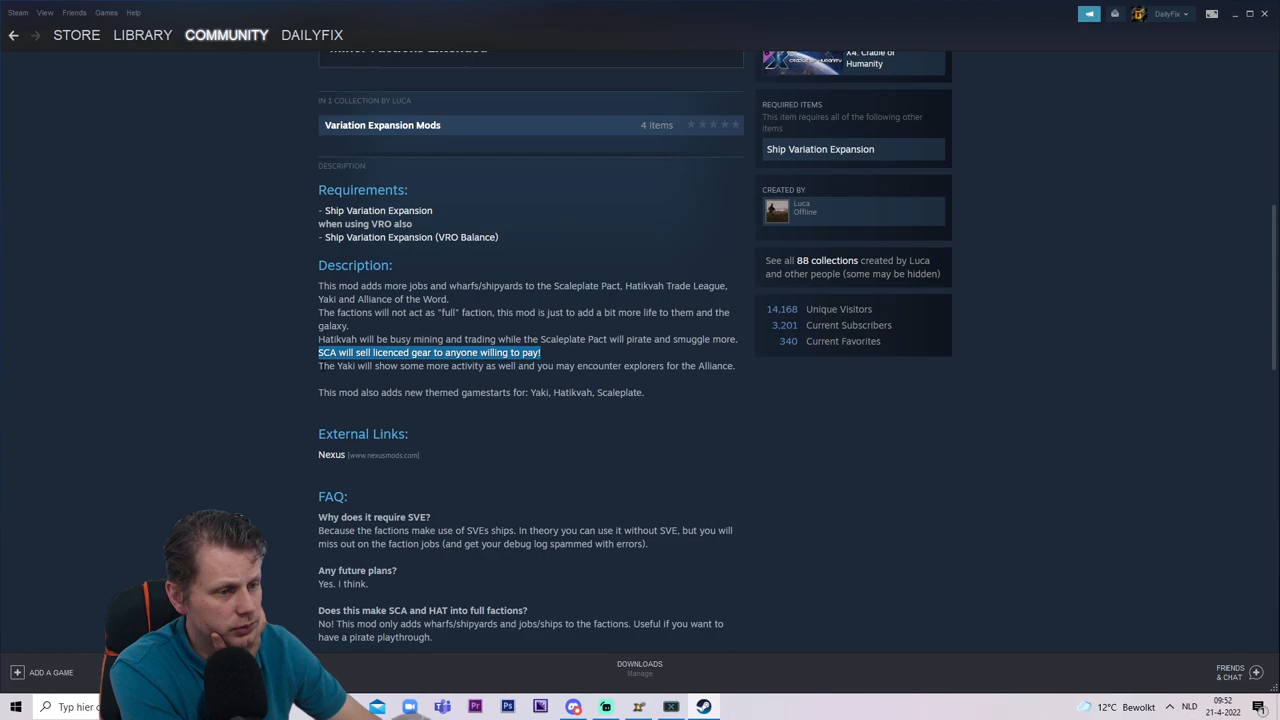 Steam View Friends Games Help
DailyFix
STORE LIBRARY COMMUNITY DAILYFIX
Minor Factions Extended
X4: Cradle of
Humanity
IN 1 COLLECTION BY LUCA
Variation Expansion Mods 4 items
DESCRIPTION
Requirements:
- Ship Variation Expansion
when using VRO also
- Ship Variation Expansion (VRO Balance)
Description:
This mod adds more jobs and wharfs/shipyards to the Scaleplate Pact, Hatikvah Trade League,
Yaki and Alliance of the Word.
The factions will not act as "full" faction, this mod is just to add a bit more life to them and the
galaxy.
Hatikvah will be busy mining and trading while the Scaleplate Pact will pirate and smuggle more.
SCA will sell licenced gear to anyone willing to pay!
The Yaki will show some more activity as well and you may encounter explorers for the Alliance.
This mod also adds new themed gamestarts for: Yaki, Hatikvah, Scaleplate.
External Links:
Nexus [www.nexusmods.com]
FAQ:
Why does it require SVE?
Because the factions make use of SVEs ships. In theory you can use it without SVE, but you will
miss out on the faction jobs (and get your debug log spammed with errors).
Any future plans?
Yes. I think.
Does this make SCA and HAT into full factions?
No! This mod only adds wharfs/shipyards and jobs/ships to the factions. Useful if you want to
have a pirate playthrough.
REQUIRED ITEMS
This item requires all of the following other
items
Ship Variation Expansion
CREATED BY
Luca
Offline
See all 88 collections created by Luca
and other people (some may be hidden)
14,168 Unique Visitors
3,201 Current Subscribers
340 Current Favorites
ADD A GAME
DOWNLOADS
Manage
FRIENDS
& CHAT
Typ hier
12°C Bewolkt NLD
09:52
21-4-2022